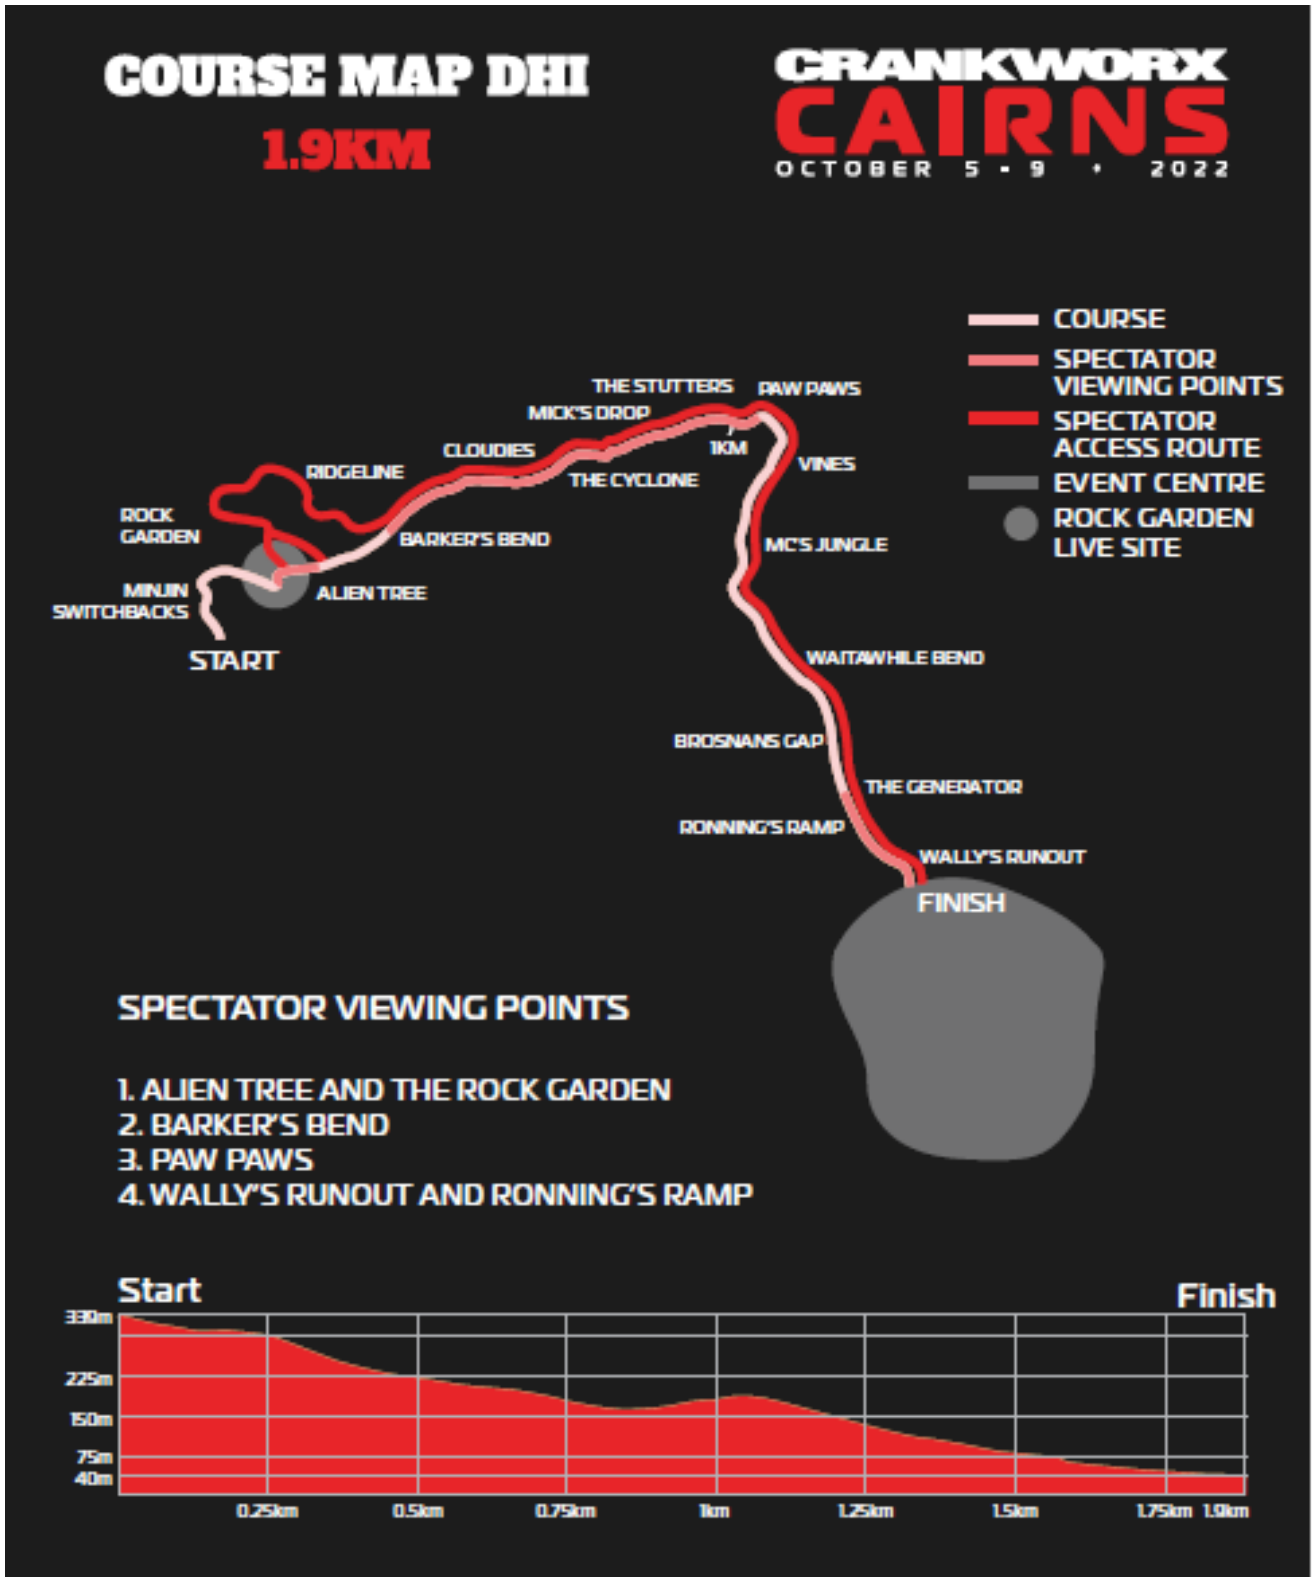 COURSE MAP DHI
1.9KM
CRANKWORX
CAIRNS
OCTOBER 5 - 9 + 2022
COURSE
SPECTATOR
VIEWING POINTS
SPECTATOR
ACCESS ROUTE
EVENT CENTRE
ROCK GARDEN
LIVE SITE
THE STUTTERS
PAW PAWS
MICK'S DROP
1KM
CLOUDIES
VINES
RIDGELINE
THE CYCLONE
ROCK
GARDEN
BARKER'S BEND
MC'S JUNGLE
MINJIN
SWITCHBACKS
ALIEN TREE
START
WAITAWHILE BEND
BROSNANS GAP
THE GENERATOR
RONNING'S RAMP
WALLY'S RUNOUT
FINISH
SPECTATOR VIEWING POINTS
1. ALIEN TREE AND THE ROCK GARDEN
2. BARKER'S BEND
3. PAW PAWS
4. WALLY'S RUNOUT AND RONNING'S RAMP
Start
Finish
330m
225m
150m
75m
40m
0.25km 0.5km 0.75km 1km 1.25km 1.5km 1.75km 1.9km